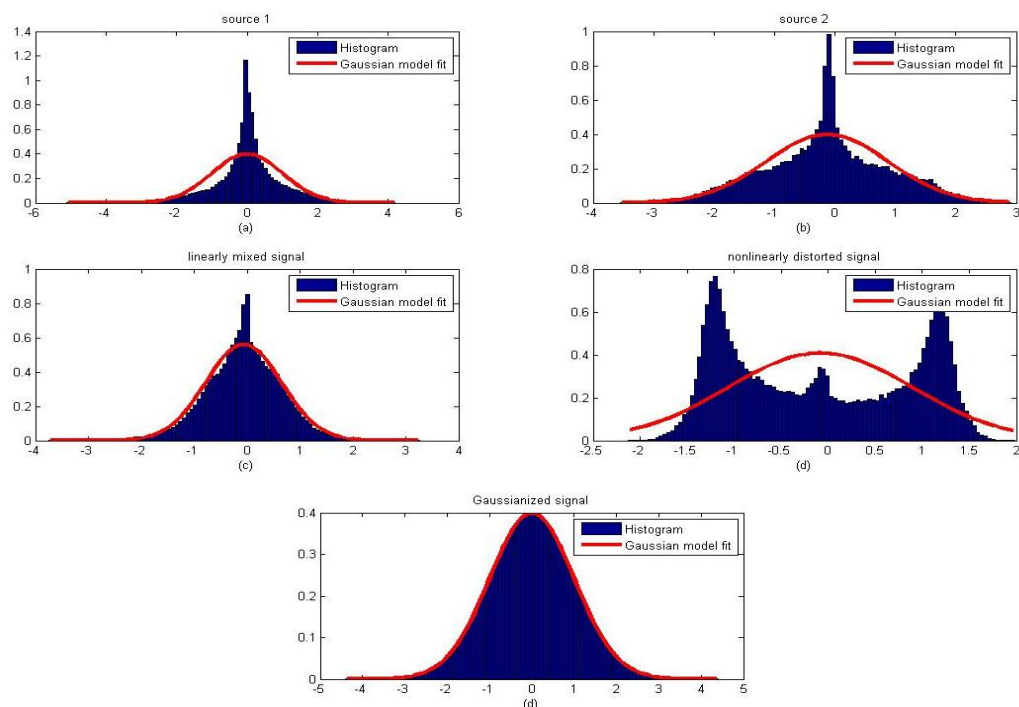 source 1
1.4
1.2
1
0.8
0.6
0.4
0.2
0
-6 -4 -2 0 2 4 6
(a)
Histogram
Gaussian model fit
source 2
1
0.8
0.6
0.4
0.2
0
-4 -3 -2 -1 0 1 2 3
(b)
Histogram
Gaussian model fit
linearly mixed signal
1
0.8
0.6
0.4
0.2
0
-4 -3 -2 -1 0 1 2 3 4
(c)
Histogram
Gaussian model fit
nonlinearly distorted signal
0.8
0.6
0.4
0.2
0
-2.5 -2 -1.5 -1 -0.5 0 0.5 1 1.5 2
(d)
Histogram
Gaussian model fit
Gaussianized signal
0.4
0.3
0.2
0.1
0
-5 -4 -3 -2 -1 0 1 2 3 4 5
(d)
Histogram
Gaussian model fit